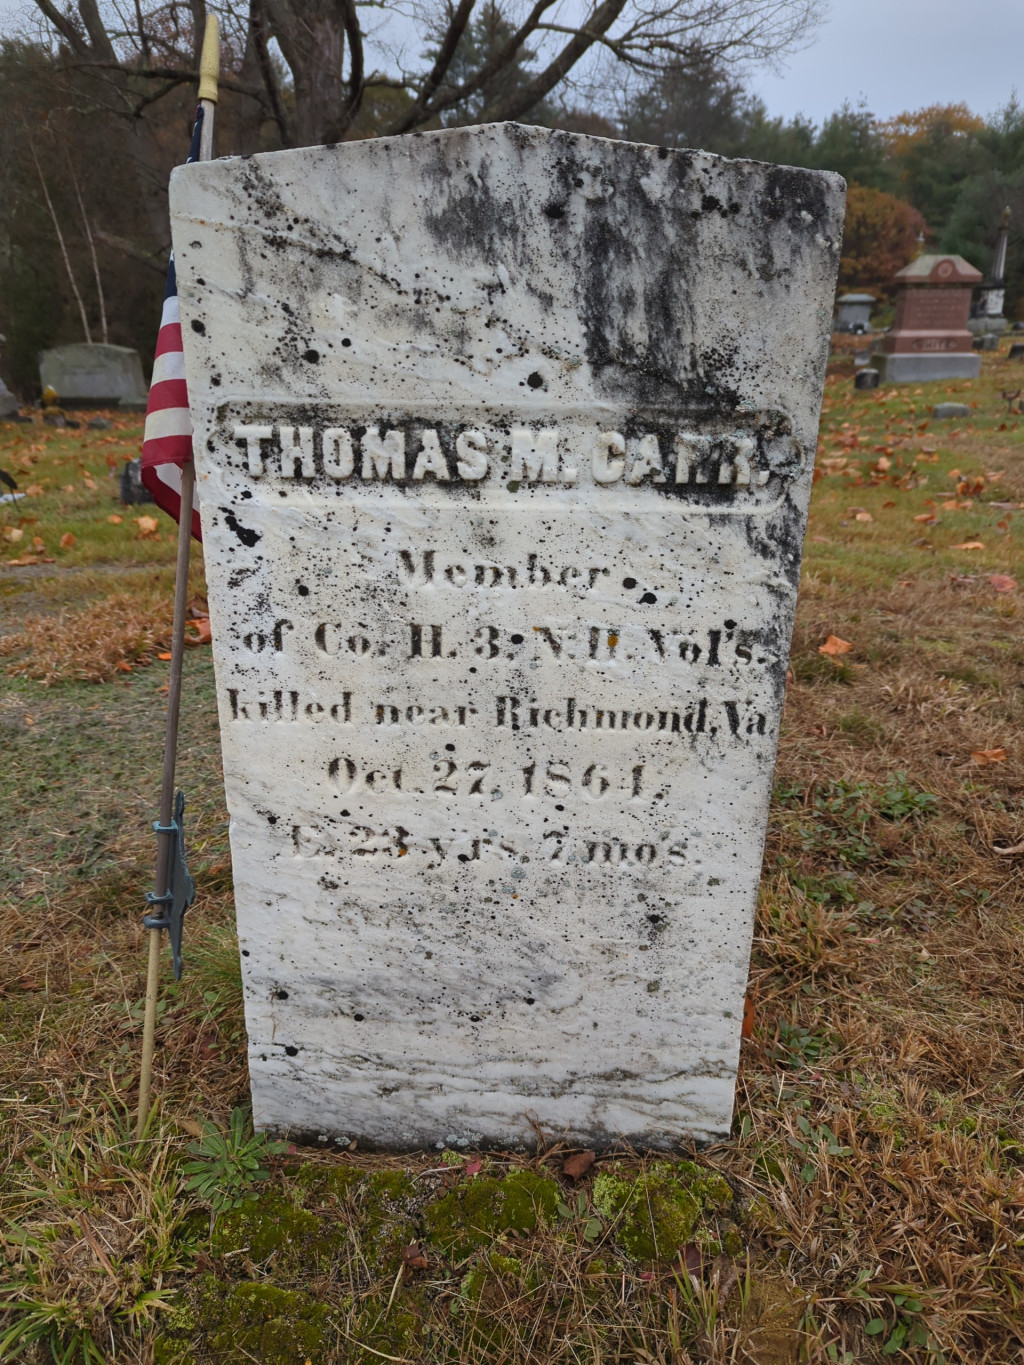 THOMAS M. CARR.
Member
of Co. H. 3. N. H. Vol's.
killed near Richmond, Va
Oct. 27, 1864.
Æ. 23 yrs. 7 mo's.